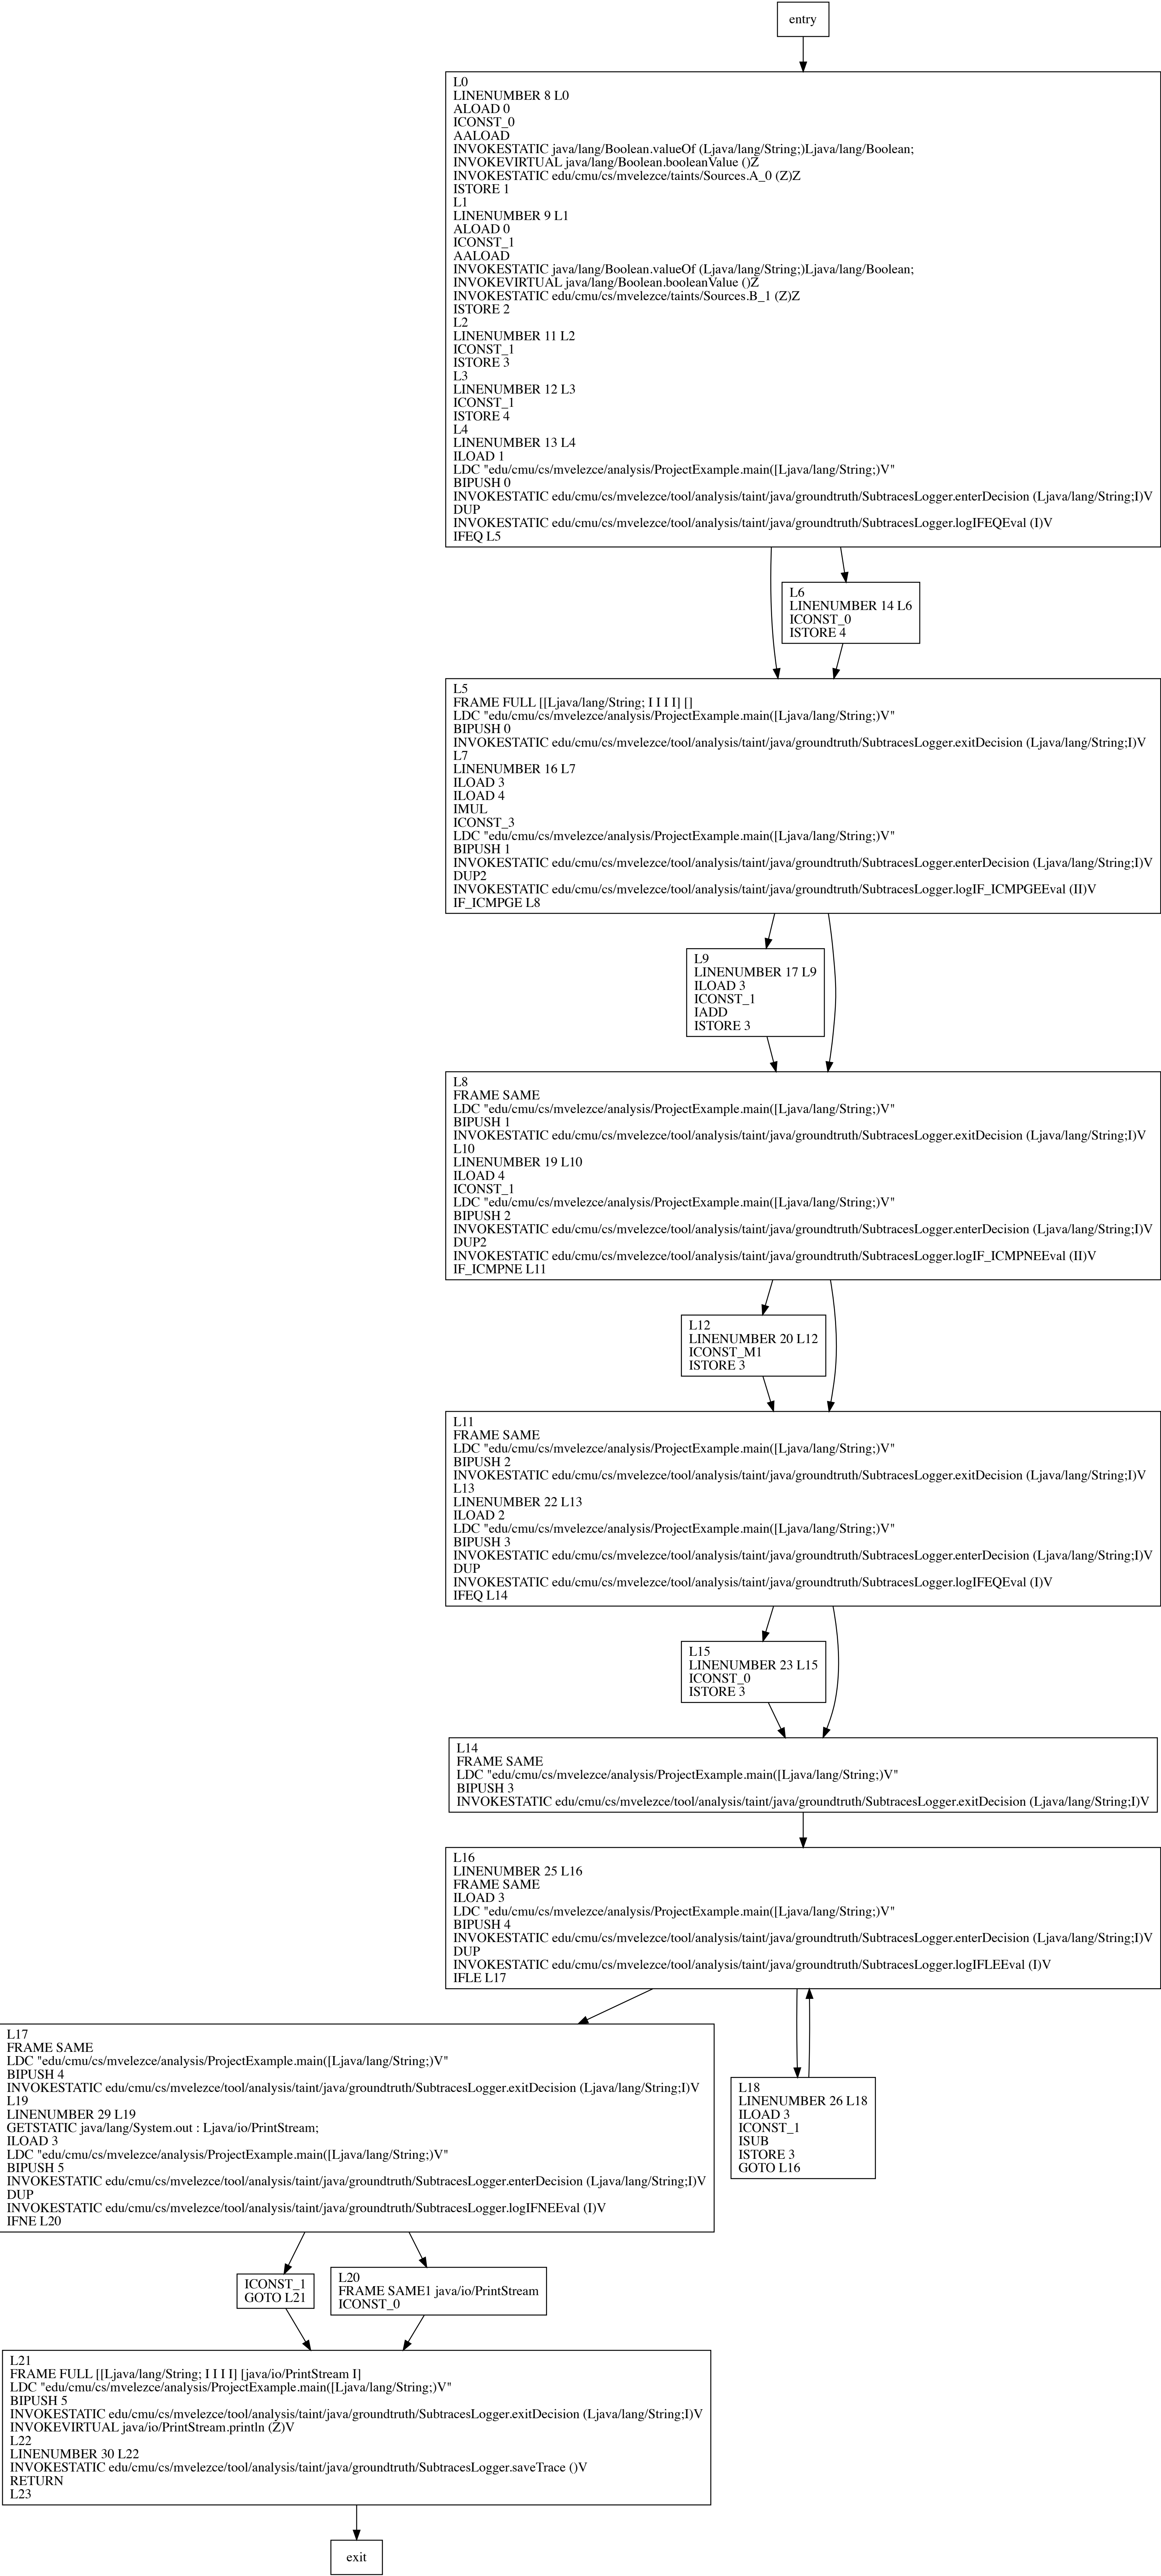 entry
L0
LINENUMBER 8 L0
ALOAD 0
ICONST_0
AALOAD
INVOKESTATIC java/lang/Boolean.valueOf (Ljava/lang/String;)Ljava/lang/Boolean;
INVOKEVIRTUAL java/lang/Boolean.booleanValue ()Z
INVOKESTATIC edu/cmu/cs/mvelezce/taints/Sources.A_0 (Z)Z
ISTORE 1
L1
LINENUMBER 9 L1
ALOAD 0
ICONST_1
AALOAD
INVOKESTATIC java/lang/Boolean.valueOf (Ljava/lang/String;)Ljava/lang/Boolean;
INVOKEVIRTUAL java/lang/Boolean.booleanValue ()Z
INVOKESTATIC edu/cmu/cs/mvelezce/taints/Sources.B_1 (Z)Z
ISTORE 2
L2
LINENUMBER 11 L2
ICONST_1
ISTORE 3
L3
LINENUMBER 12 L3
ICONST_1
ISTORE 4
L4
LINENUMBER 13 L4
ILOAD 1
LDC "edu/cmu/cs/mvelezce/analysis/ProjectExample.main([Ljava/lang/String;)V"
BIPUSH 0
INVOKESTATIC edu/cmu/cs/mvelezce/tool/analysis/taint/java/groundtruth/SubtracesLogger.enterDecision (Ljava/lang/String;I)V
DUP
INVOKESTATIC edu/cmu/cs/mvelezce/tool/analysis/taint/java/groundtruth/SubtracesLogger.logIFEQEval (I)V
IFEQ L5
L6
LINENUMBER 14 L6
ICONST_0
ISTORE 4
L5
FRAME FULL [[Ljava/lang/String; I I I I] []
LDC "edu/cmu/cs/mvelezce/analysis/ProjectExample.main([Ljava/lang/String;)V"
BIPUSH 0
INVOKESTATIC edu/cmu/cs/mvelezce/tool/analysis/taint/java/groundtruth/SubtracesLogger.exitDecision (Ljava/lang/String;I)V
L7
LINENUMBER 16 L7
ILOAD 3
ILOAD 4
IMUL
ICONST_3
LDC "edu/cmu/cs/mvelezce/analysis/ProjectExample.main([Ljava/lang/String;)V"
BIPUSH 1
INVOKESTATIC edu/cmu/cs/mvelezce/tool/analysis/taint/java/groundtruth/SubtracesLogger.enterDecision (Ljava/lang/String;I)V
DUP2
INVOKESTATIC edu/cmu/cs/mvelezce/tool/analysis/taint/java/groundtruth/SubtracesLogger.logIF_ICMPGEEval (II)V
IF_ICMPGE L8
L9
LINENUMBER 17 L9
ILOAD 3
ICONST_1
IADD
ISTORE 3
L8
FRAME SAME
LDC "edu/cmu/cs/mvelezce/analysis/ProjectExample.main([Ljava/lang/String;)V"
BIPUSH 1
INVOKESTATIC edu/cmu/cs/mvelezce/tool/analysis/taint/java/groundtruth/SubtracesLogger.exitDecision (Ljava/lang/String;I)V
L10
LINENUMBER 19 L10
ILOAD 4
ICONST_1
LDC "edu/cmu/cs/mvelezce/analysis/ProjectExample.main([Ljava/lang/String;)V"
BIPUSH 2
INVOKESTATIC edu/cmu/cs/mvelezce/tool/analysis/taint/java/groundtruth/SubtracesLogger.enterDecision (Ljava/lang/String;I)V
DUP2
INVOKESTATIC edu/cmu/cs/mvelezce/tool/analysis/taint/java/groundtruth/SubtracesLogger.logIF_ICMPNEEval (II)V
IF_ICMPNE L11
L12
LINENUMBER 20 L12
ICONST_M1
ISTORE 3
L11
FRAME SAME
LDC "edu/cmu/cs/mvelezce/analysis/ProjectExample.main([Ljava/lang/String;)V"
BIPUSH 2
INVOKESTATIC edu/cmu/cs/mvelezce/tool/analysis/taint/java/groundtruth/SubtracesLogger.exitDecision (Ljava/lang/String;I)V
L13
LINENUMBER 22 L13
ILOAD 2
LDC "edu/cmu/cs/mvelezce/analysis/ProjectExample.main([Ljava/lang/String;)V"
BIPUSH 3
INVOKESTATIC edu/cmu/cs/mvelezce/tool/analysis/taint/java/groundtruth/SubtracesLogger.enterDecision (Ljava/lang/String;I)V
DUP
INVOKESTATIC edu/cmu/cs/mvelezce/tool/analysis/taint/java/groundtruth/SubtracesLogger.logIFEQEval (I)V
IFEQ L14
L15
LINENUMBER 23 L15
ICONST_0
ISTORE 3
L14
FRAME SAME
LDC "edu/cmu/cs/mvelezce/analysis/ProjectExample.main([Ljava/lang/String;)V"
BIPUSH 3
INVOKESTATIC edu/cmu/cs/mvelezce/tool/analysis/taint/java/groundtruth/SubtracesLogger.exitDecision (Ljava/lang/String;I)V
L16
LINENUMBER 25 L16
FRAME SAME
ILOAD 3
LDC "edu/cmu/cs/mvelezce/analysis/ProjectExample.main([Ljava/lang/String;)V"
BIPUSH 4
INVOKESTATIC edu/cmu/cs/mvelezce/tool/analysis/taint/java/groundtruth/SubtracesLogger.enterDecision (Ljava/lang/String;I)V
DUP
INVOKESTATIC edu/cmu/cs/mvelezce/tool/analysis/taint/java/groundtruth/SubtracesLogger.logIFLEEval (I)V
IFLE L17
L17
FRAME SAME
LDC "edu/cmu/cs/mvelezce/analysis/ProjectExample.main([Ljava/lang/String;)V"
BIPUSH 4
INVOKESTATIC edu/cmu/cs/mvelezce/tool/analysis/taint/java/groundtruth/SubtracesLogger.exitDecision (Ljava/lang/String;I)V
L19
LINENUMBER 29 L19
GETSTATIC java/lang/System.out : Ljava/io/PrintStream;
ILOAD 3
LDC "edu/cmu/cs/mvelezce/analysis/ProjectExample.main([Ljava/lang/String;)V"
BIPUSH 5
INVOKESTATIC edu/cmu/cs/mvelezce/tool/analysis/taint/java/groundtruth/SubtracesLogger.enterDecision (Ljava/lang/String;I)V
DUP
INVOKESTATIC edu/cmu/cs/mvelezce/tool/analysis/taint/java/groundtruth/SubtracesLogger.logIFNEEval (I)V
IFNE L20
L18
LINENUMBER 26 L18
ILOAD 3
ICONST_1
ISUB
ISTORE 3
GOTO L16
ICONST_1
GOTO L21
L20
FRAME SAME1 java/io/PrintStream
ICONST_0
L21
FRAME FULL [[Ljava/lang/String; I I I I] [java/io/PrintStream I]
LDC "edu/cmu/cs/mvelezce/analysis/ProjectExample.main([Ljava/lang/String;)V"
BIPUSH 5
INVOKESTATIC edu/cmu/cs/mvelezce/tool/analysis/taint/java/groundtruth/SubtracesLogger.exitDecision (Ljava/lang/String;I)V
INVOKEVIRTUAL java/io/PrintStream.println (Z)V
L22
LINENUMBER 30 L22
INVOKESTATIC edu/cmu/cs/mvelezce/tool/analysis/taint/java/groundtruth/SubtracesLogger.saveTrace ()V
RETURN
L23
exit